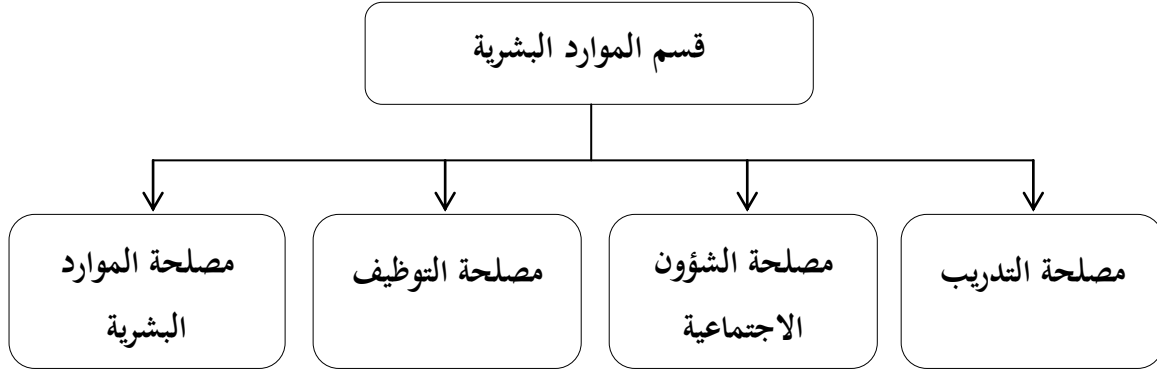 قسم الموارد البشرية
مصلحة التدريب
مصلحة الشؤون
الاجتماعية
مصلحة التوظيف
مصلحة الموارد
البشرية